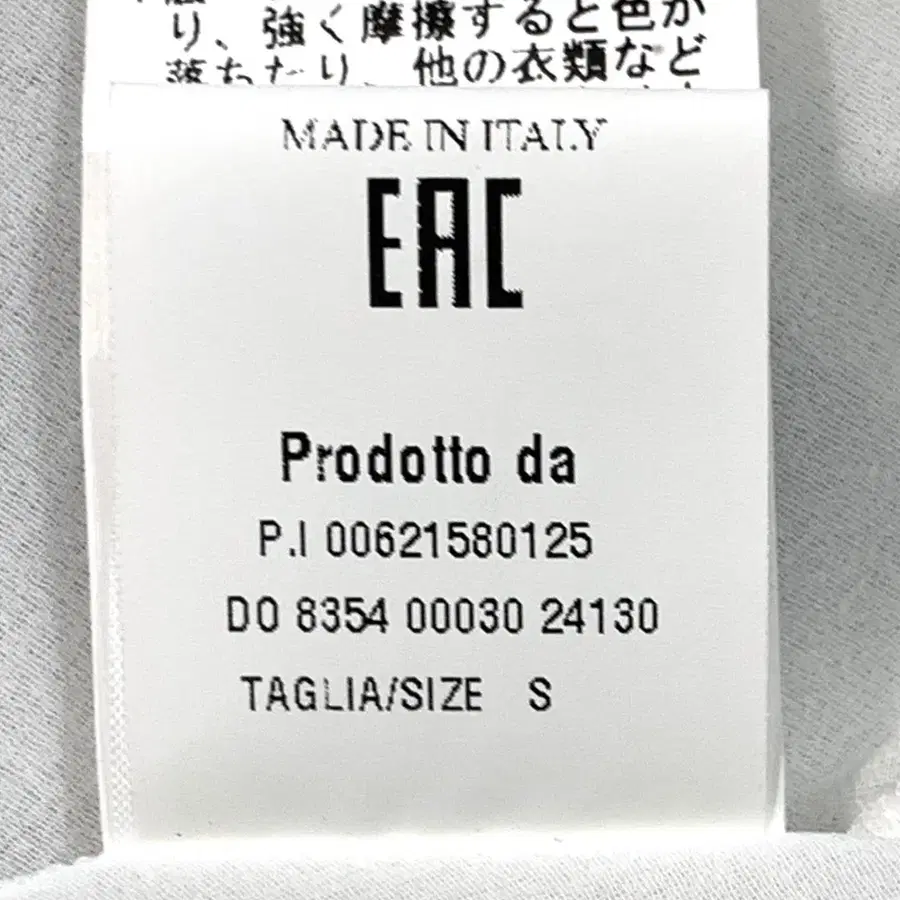 り、強く摩擦すると色が
落ちたり、他の衣類など
MADE IN ITALY
EAC
Prodotto da
P.I 00621580125
DO 8354 00030 24130
TAGLIA/SIZE S